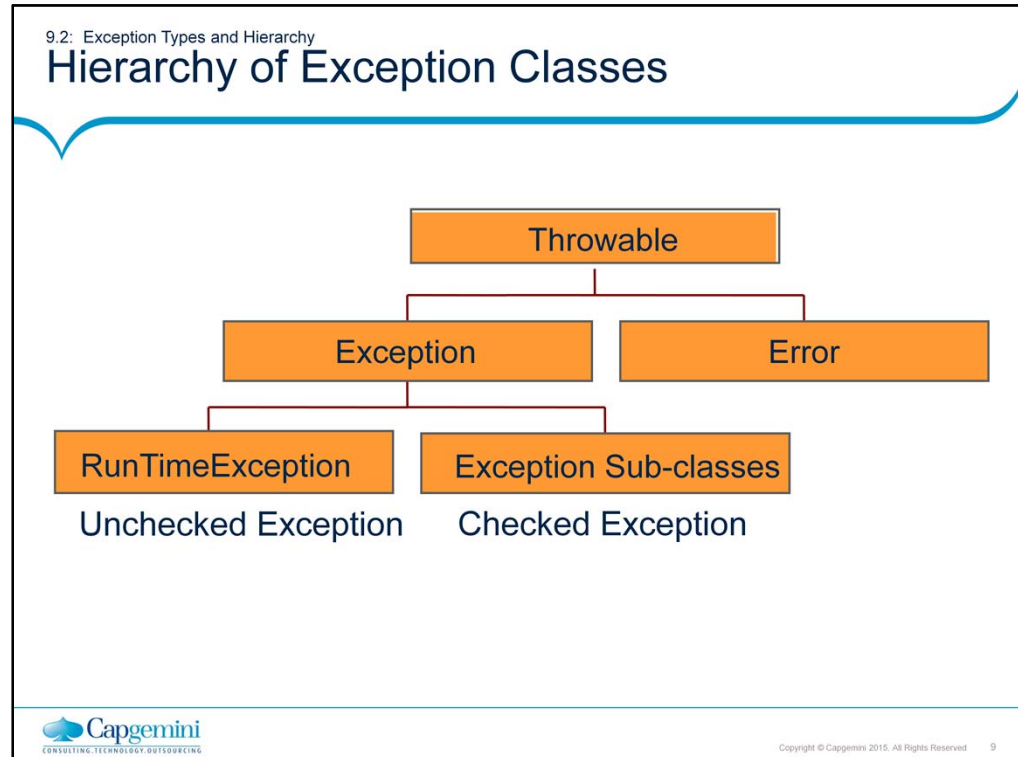 9.2: Exception Types and Hierarchy
Hierarchy of Exception Classes
Throwable
Exception
Error
RunTimeException
Exception Sub-classes
Unchecked Exception
Checked Exception
Capgemini
CONSULTING.TECHNOLOGY.OUTSOURCING
Copyright © Capgemini 2015. All Rights Reserved 9